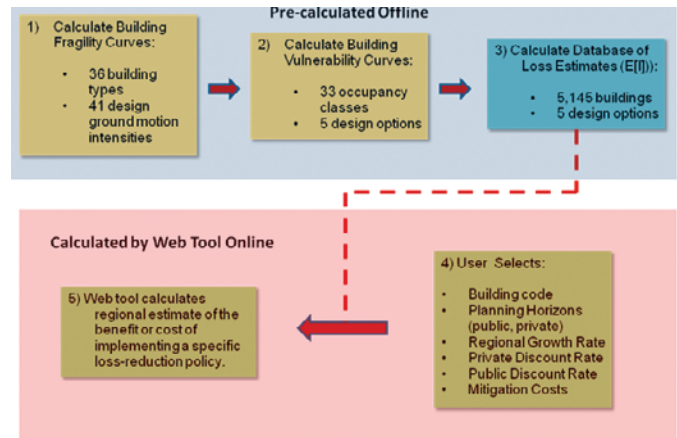 Pre-calculated Offline
1) Calculate Building
Fragility Curves:
• 36 building
types
• 41 design
ground motion
intensities
2) Calculate Building
Vulnerability Curves:
• 33 occupancy
classes
• 5 design options
3) Calculate Database of
Loss Estimates (E[l])):
• 5,145 buildings
• 5 design options
Calculated by Web Tool Online
4) User Selects:
• Building code
• Planning Horizons
(public, private)
• Regional Growth Rate
• Private Discount Rate
• Public Discount Rate
• Mitigation Costs
5) Web tool calculates
regional estimate of the
benefit or cost of
implementing a specific
loss-reduction policy.